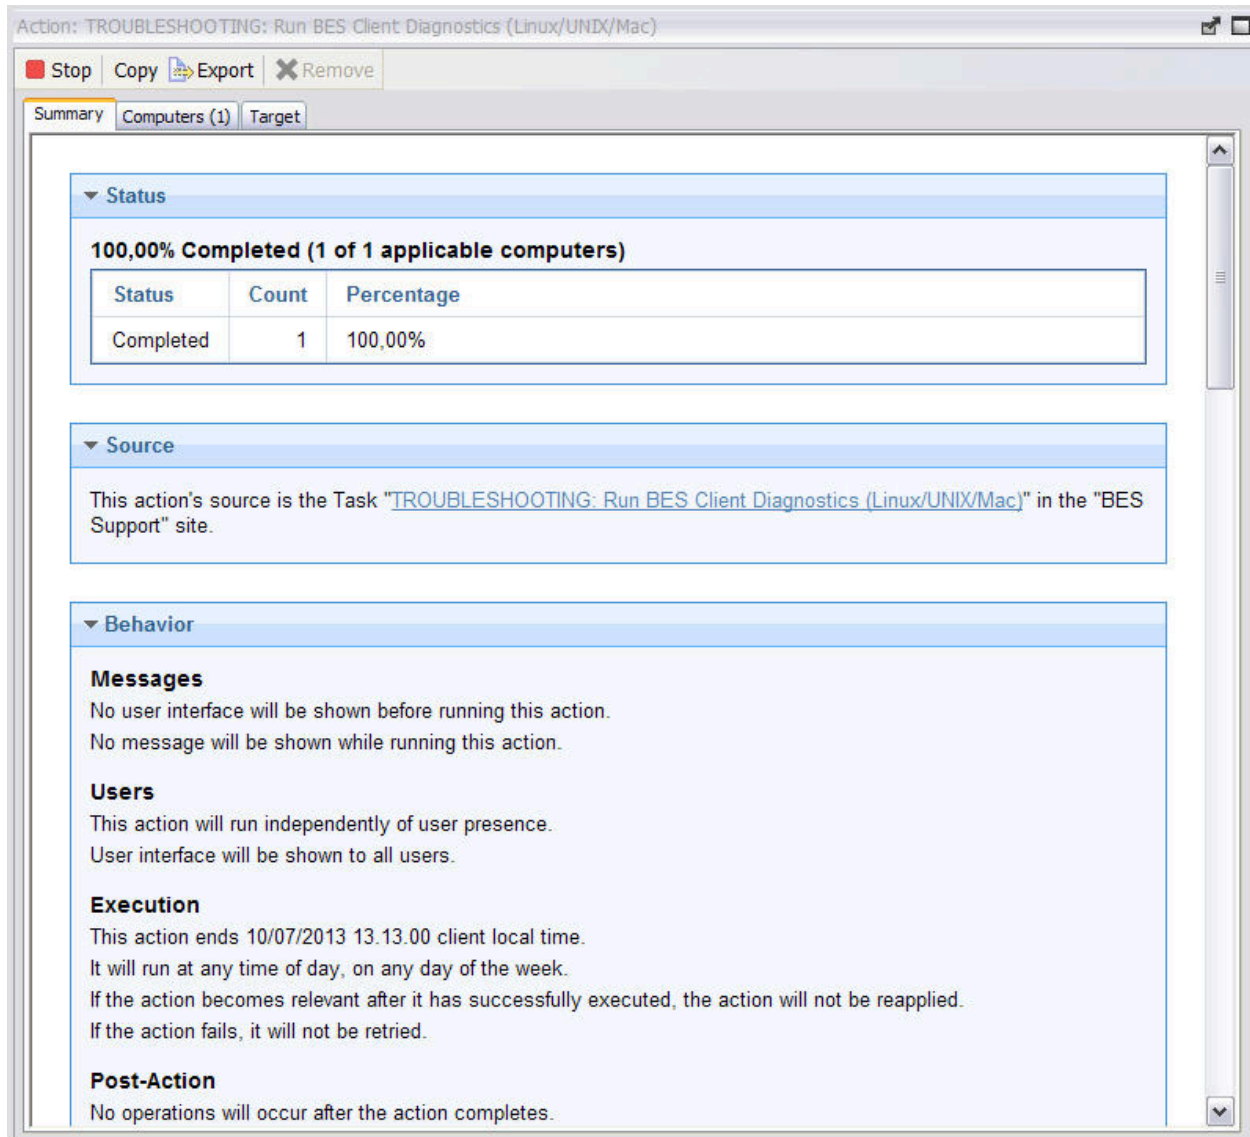 Action: TROUBLESHOOTING: Run BES Client Diagnostics (Linux/UNIX/Mac)
Stop Copy Export Remove
Summary Computers (1) Target
Status
100,00% Completed (1 of 1 applicable computers)
Status Count Percentage
Completed 1 100,00%
Source
This action's source is the Task "TROUBLESHOOTING: Run BES Client Diagnostics (Linux/UNIX/Mac)" in the "BES
Support" site.
Behavior
Messages
No user interface will be shown before running this action.
No message will be shown while running this action.
Users
This action will run independently of user presence.
User interface will be shown to all users.
Execution
This action ends 10/07/2013 13.13.00 client local time.
It will run at any time of day, on any day of the week.
If the action becomes relevant after it has successfully executed, the action will not be reapplied.
If the action fails, it will not be retried.
Post-Action
No operations will occur after the action completes.